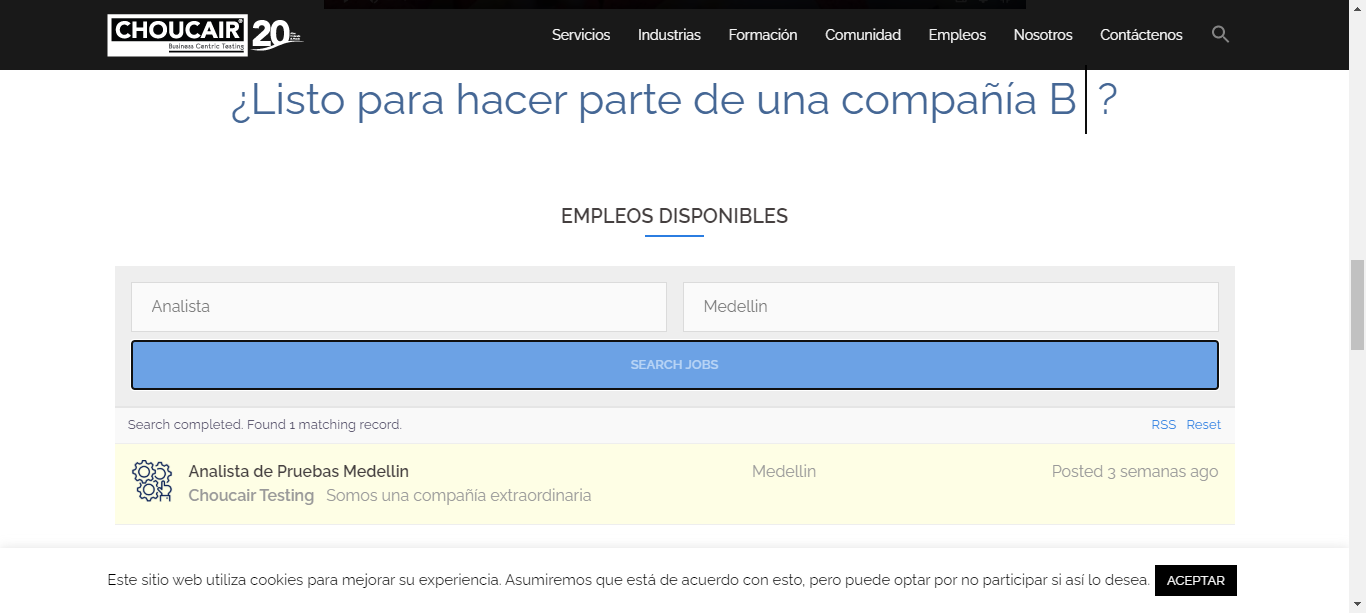 CHOUCAIR
Business Centric Testing
20
Servicios Industrias Formación Comunidad Empleos Nosotros Contáctenos
¿Listo para hacer parte de una compañía B ?
EMPLEOS DISPONIBLES
Analista Medellin
SEARCH JOBS
Search completed. Found 1 matching record. RSS Reset
Analista de Pruebas Medellin Medellin Posted 3 semanas ago
Choucair Testing Somos una compañía extraordinaria
Este sitio web utiliza cookies para mejorar su experiencia. Asumiremos que está de acuerdo con esto, pero puede optar por no participar si así lo desea. ACEPTAR